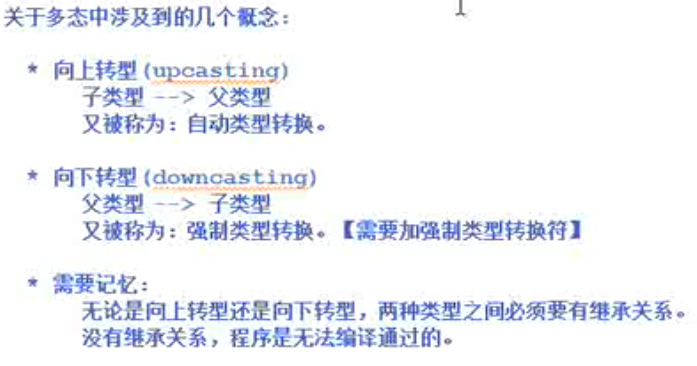 关于多态中涉及到的几个概念：
* 向上转型(upcasting)
子类型 --> 父类型
又被称为：自动类型转换。
* 向下转型(downcasting)
父类型 --> 子类型
又被称为：强制类型转换。【需要加强制类型转换符】
* 需要记忆：
无论是向上转型还是向下转型，两种类型之间必须要有继承关系。
没有继承关系，程序是无法编译通过的。